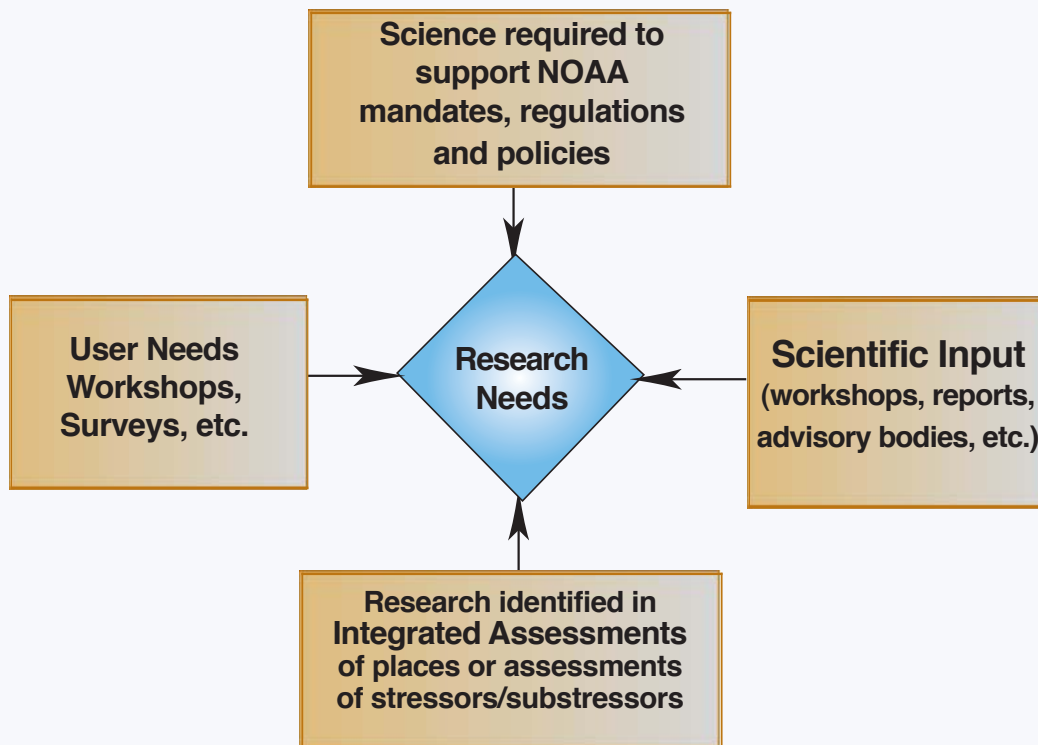 Science required to
support NOAA
mandates, regulations
and policies
User Needs
Workshops,
Surveys, etc.
Research
Needs
Scientific Input
(workshops, reports,
advisory bodies, etc.)
Research identified in
Integrated Assessments
of places or assessments
of stressors/substressors